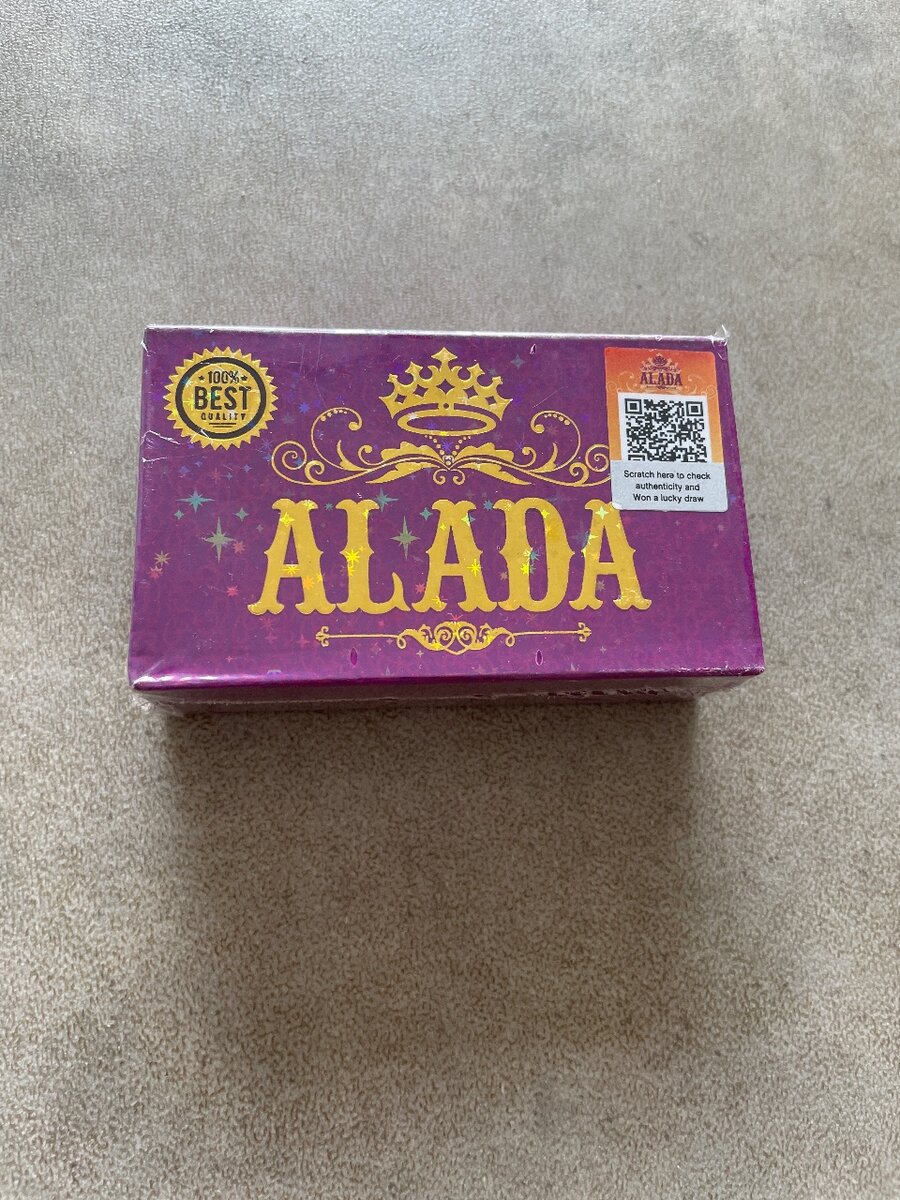 100%
BEST
QUALITY
ALADA
ALADA
Scratch here to check
authenticity and
Won a lucky draw